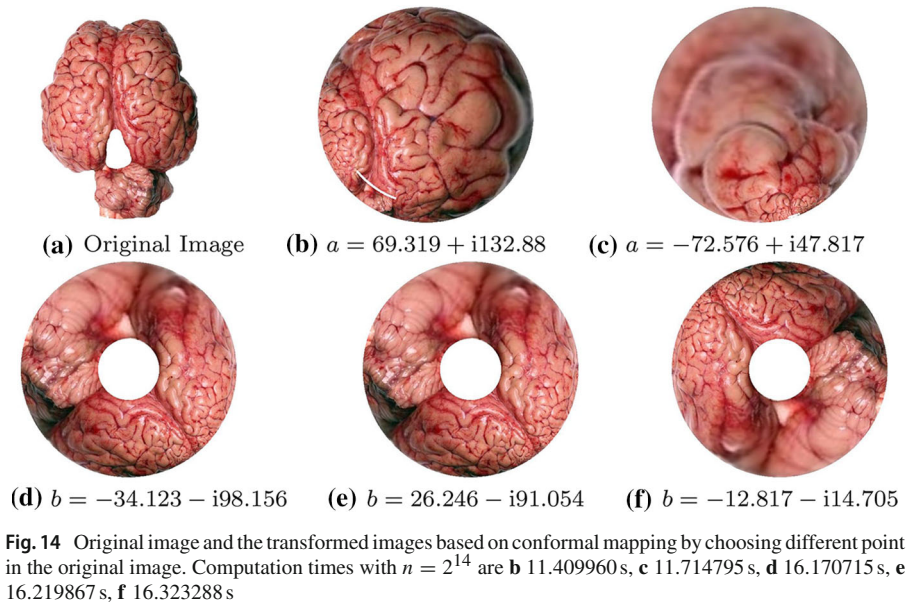 (a) Original Image
(b) a = 69.319 + i132.88
(c) a = −72.576 + i47.817
(d) b = −34.123 − i98.156
(e) b = 26.246 − i91.054
(f) b = −12.817 − i14.705
Fig. 14 Original image and the transformed images based on conformal mapping by choosing different point
in the original image. Computation times with n = 2^14 are b 11.409960 s, c 11.714795 s, d 16.170715 s, e
16.219867 s, f 16.323288 s